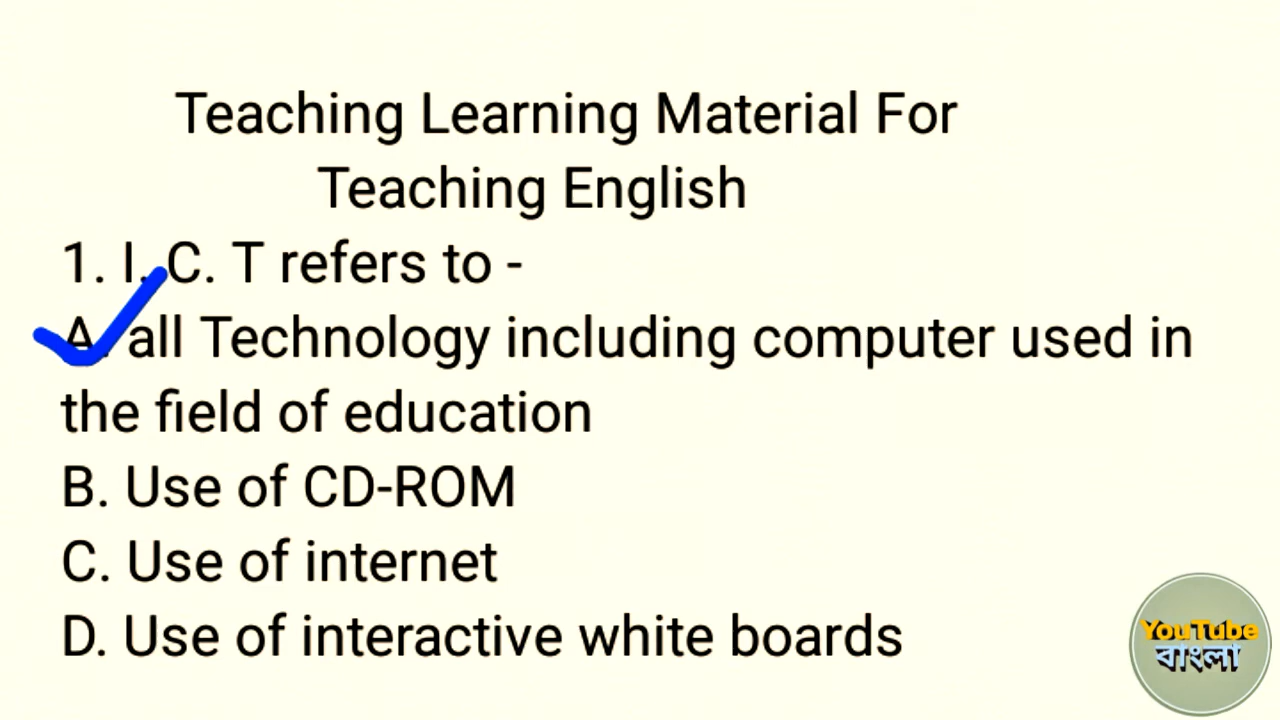 Teaching Learning Material For
Teaching English
1. I. C. T refers to -
A. all Technology including computer used in
the field of education
B. Use of CD-ROM
C. Use of internet
D. Use of interactive white boards
YouTube
বাংলা